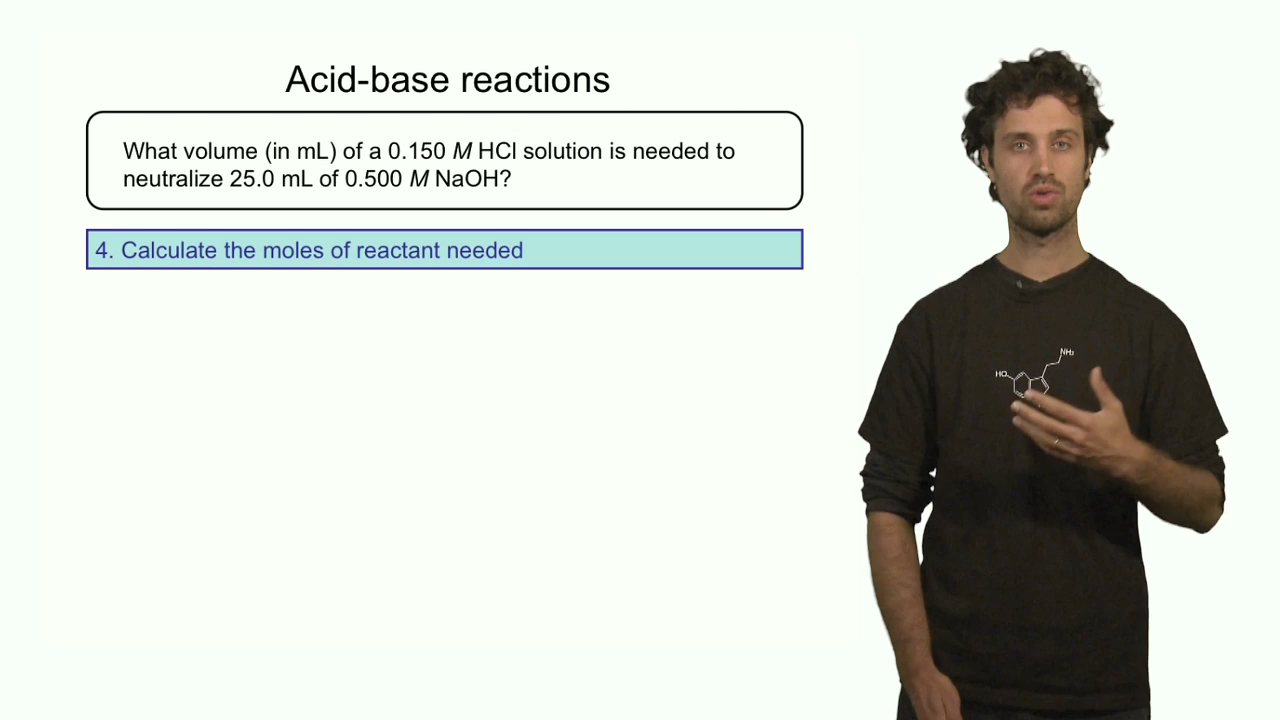 Acid-base reactions
What volume (in mL) of a 0.150 M HCl solution is needed to
neutralize 25.0 mL of 0.500 M NaOH?
4. Calculate the moles of reactant needed
NH₂
HO